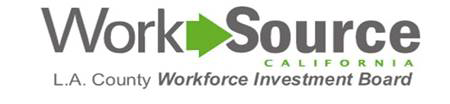 Work Source
CALIFORNIA
L.A. County Workforce Investment Board